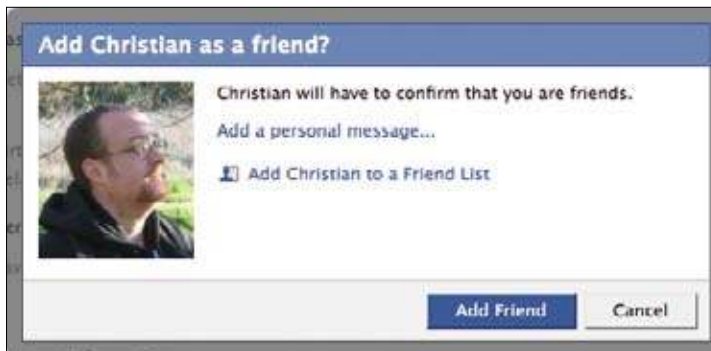 Add Christian as a friend?
Christian will have to confirm that you are friends.
Add a personal message...
Add Christian to a Friend List
Add Friend
Cancel